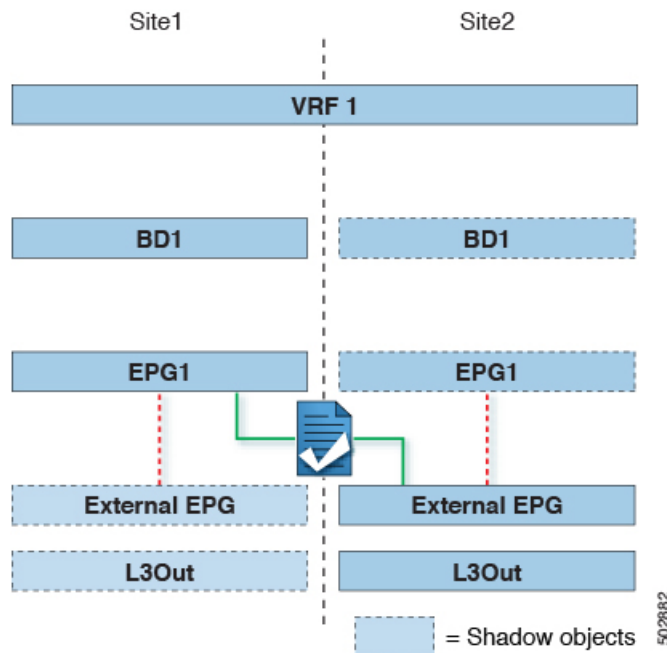 Site1
Site2
VRF 1
BD1
BD1
EPG1
EPG1
External EPG
External EPG
L3Out
L3Out
= Shadow objects
502882